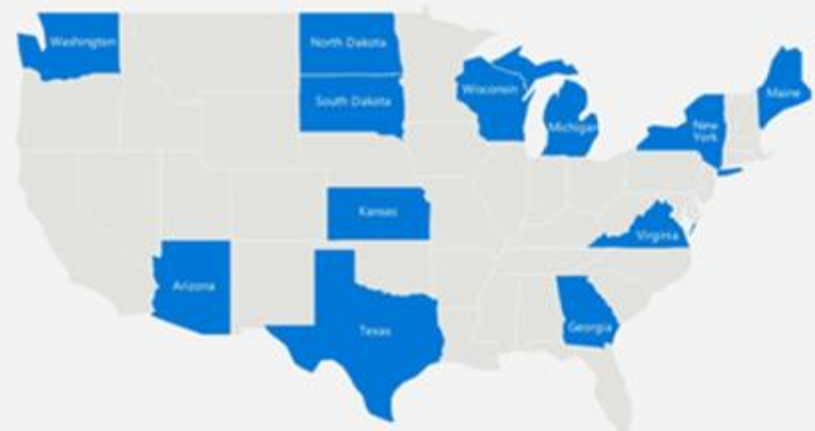 Washington
North Dakota
South Dakota
Wisconsin
Michigan
New
York
Maine
Kansas
Virginia
Arizona
Texas
Georgia